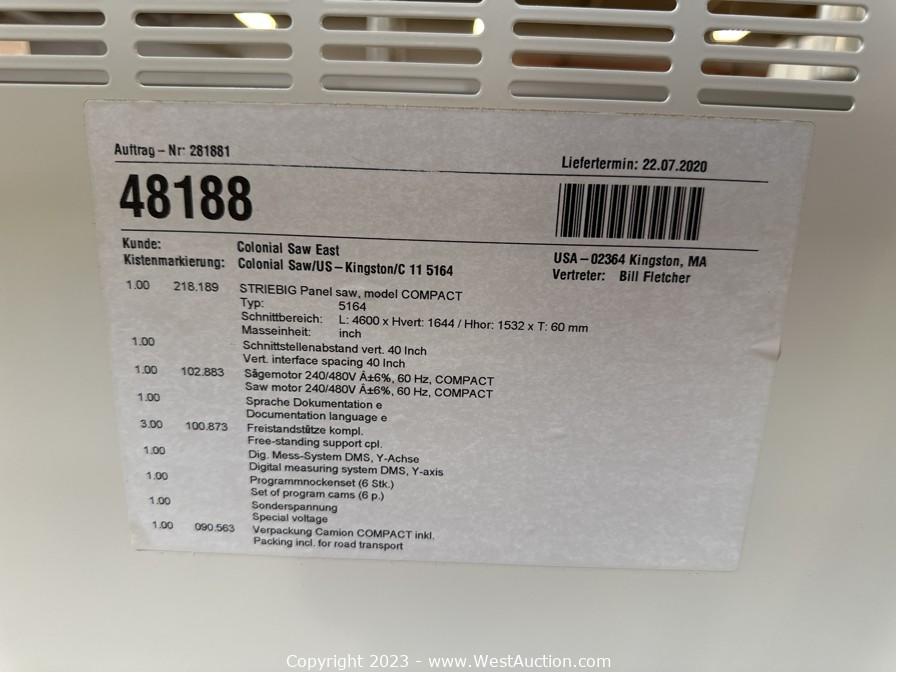 Auftrag – Nr: 281881
Liefertermin: 22.07.2020
48188
Kunde: Colonial Saw East
USA – 02364 Kingston, MA
Kistenmarkierung: Colonial Saw/US – Kingston/C 11 5164
Vertreter: Bill Fletcher
1.00 218.189 STRIEBIG Panel saw, model COMPACT
Typ: 5164
Schnittbereich: L: 4600 x Hvert: 1644 / Hhor: 1532 x T: 60 mm
Masseinheit: inch
1.00 Schnittstellenabstand vert. 40 Inch
Vert. interface spacing 40 Inch
1.00 102.883 Sägemotor 240/480V Â±6%, 60 Hz, COMPACT
Saw motor 240/480V Â±6%, 60 Hz, COMPACT
1.00 Sprache Dokumentation e
Documentation language e
3.00 100.873 Freistandstütze kompl.
Free-standing support cpl.
1.00 Dig. Mess-System DMS, Y-Achse
Digital measuring system DMS, Y-axis
1.00 Programmnockenset (6 Stk.)
Set of program cams (6 p.)
1.00 Sonderspannung
Special voltage
1.00 090.563 Verpackung Camion COMPACT inkl.
Packing incl. for road transport
Copyright 2023 - www.WestAuction.com